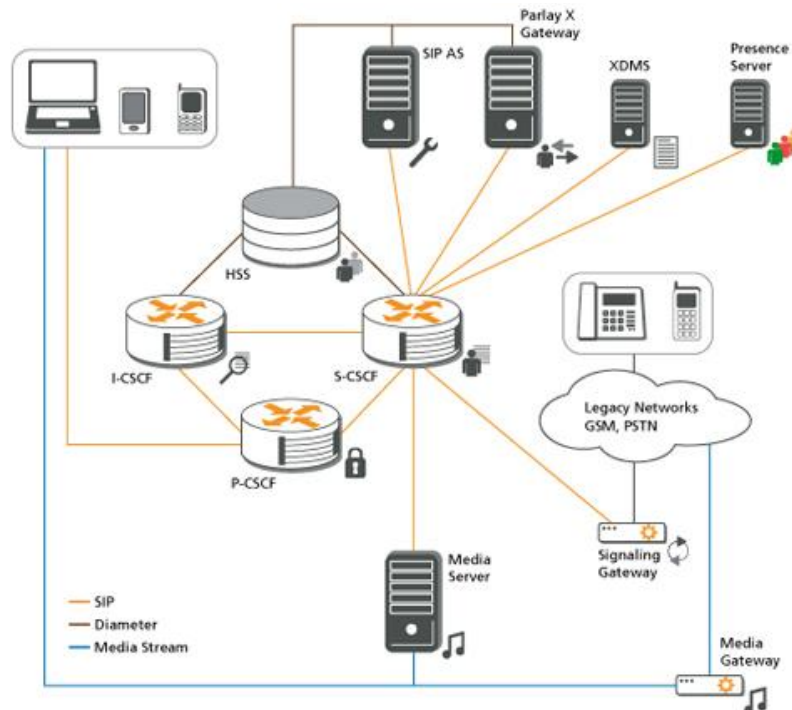 Parlay X
Gateway
SIP AS
XDMS
Presence
Server
HSS
I-CSCF
S-CSCF
P-CSCF
Legacy Networks
GSM, PSTN
Signaling
Gateway
Media
Server
Media
Gateway
SIP
Diameter
Media Stream